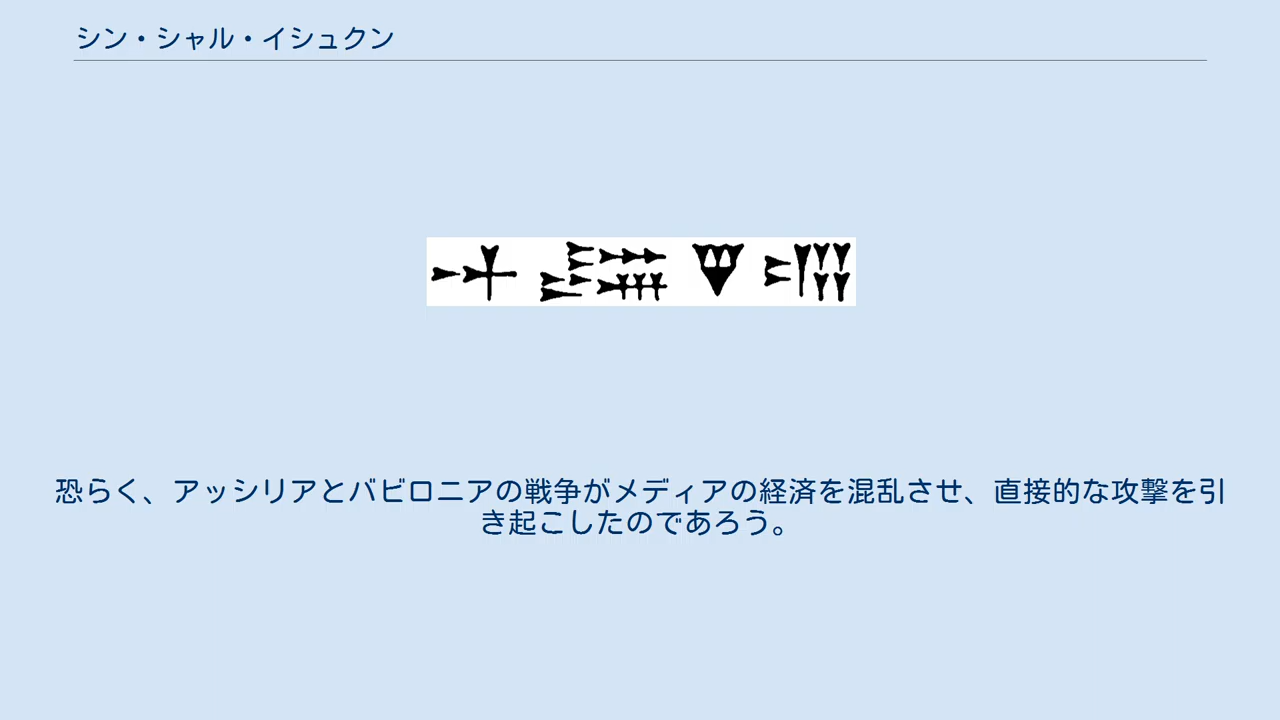 シン・シャル・イシュクン
恐らく、アッシリアとバビロニアの戦争がメディアの経済を混乱させ、直接的な攻撃を引
き起こしたのであろう。